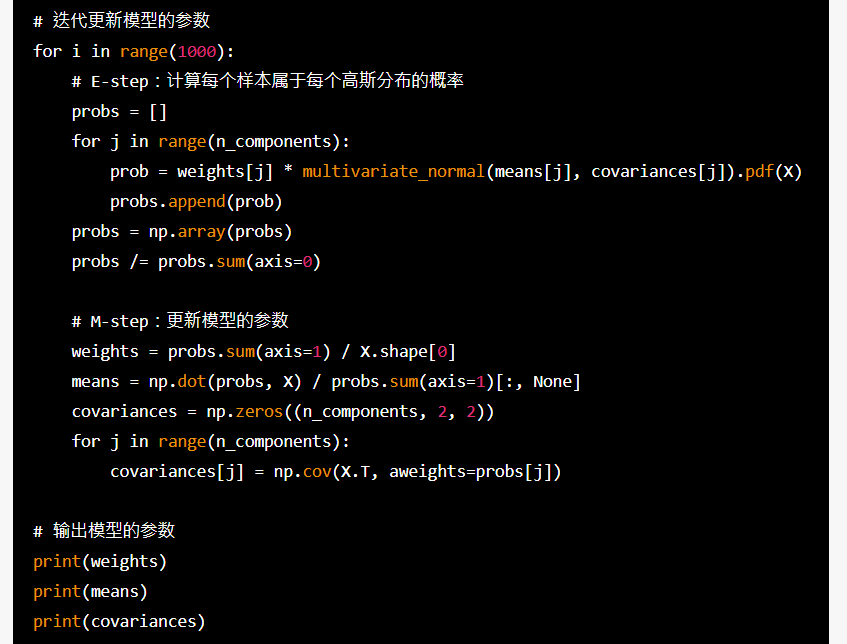 # 迭代更新模型的参数
for i in range(1000):
    # E-step：计算每个样本属于每个高斯分布的概率
    probs = []
    for j in range(n_components):
        prob = weights[j] * multivariate_normal(means[j], covariances[j]).pdf(X)
        probs.append(prob)
    probs = np.array(probs)
    probs /= probs.sum(axis=0)

    # M-step：更新模型的参数
    weights = probs.sum(axis=1) / X.shape[0]
    means = np.dot(probs, X) / probs.sum(axis=1)[:, None]
    covariances = np.zeros((n_components, 2, 2))
    for j in range(n_components):
        covariances[j] = np.cov(X.T, aweights=probs[j])

# 输出模型的参数
print(weights)
print(means)
print(covariances)